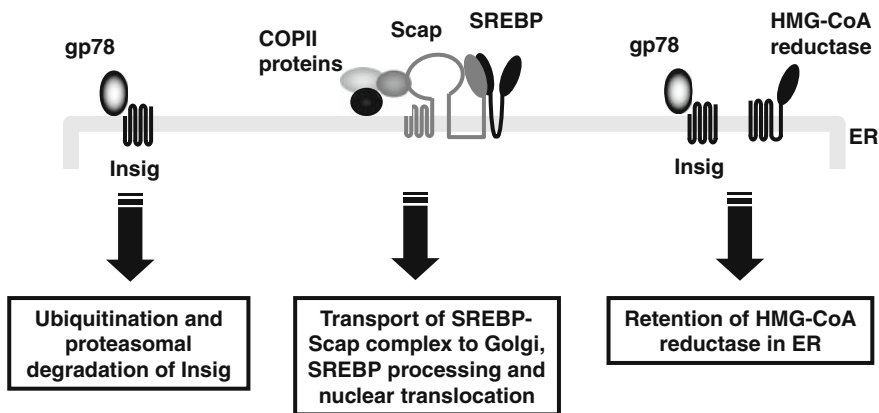 gp78
COPII
proteins
Scap
SREBP
gp78
HMG-CoA
reductase
ER
Insig
Insig
Ubiquitination and
proteasomal
degradation of Insig
Transport of SREBP-
Scap complex to Golgi,
SREBP processing and
nuclear translocation
Retention of HMG-CoA
reductase in ER